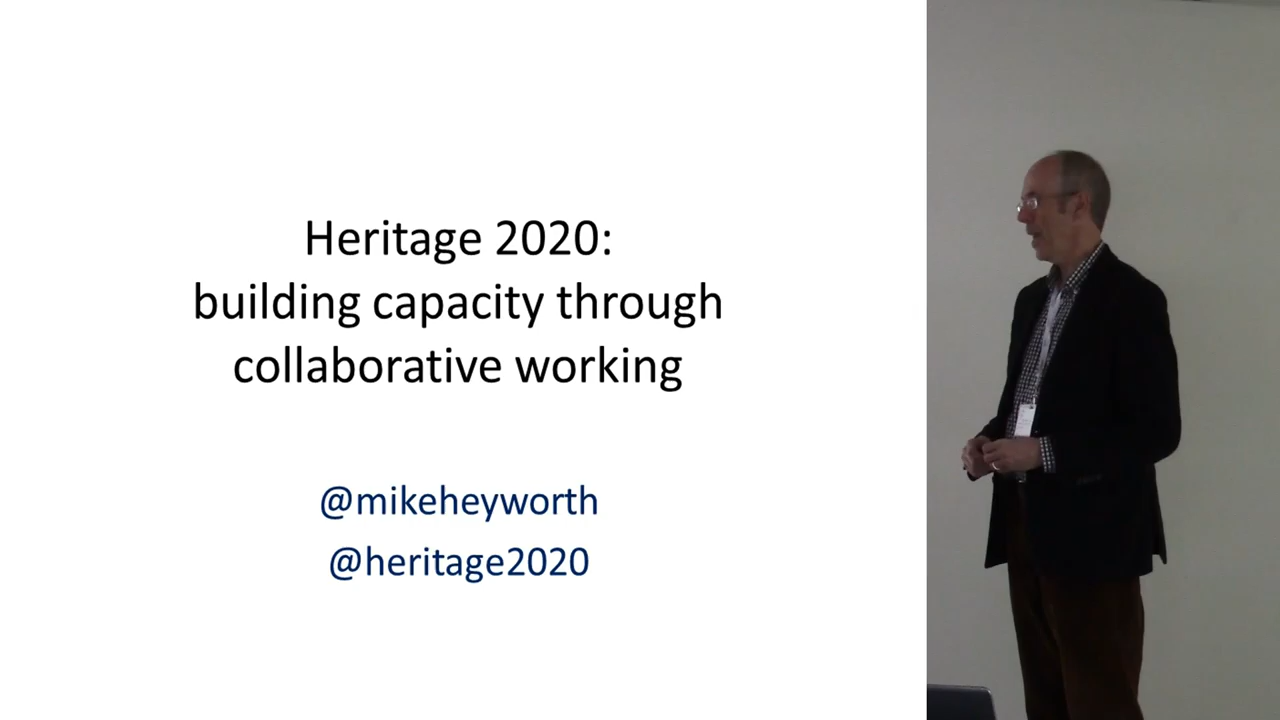 Heritage 2020:
building capacity through
collaborative working
@mikeheyworth
@heritage2020